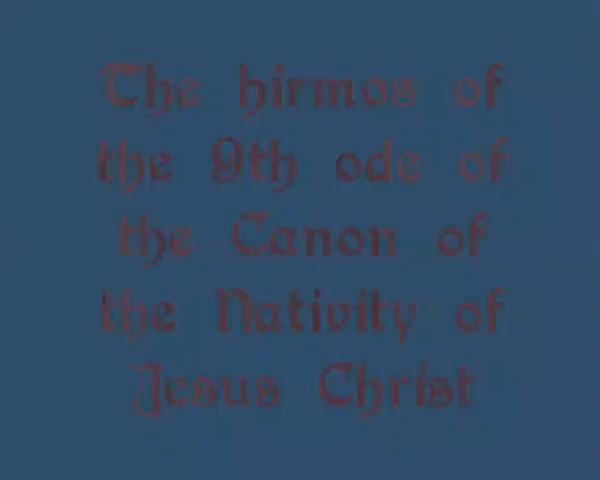 The hirmos of
the 9th ode of
the Canon of
the Nativity of
Jesus Christ